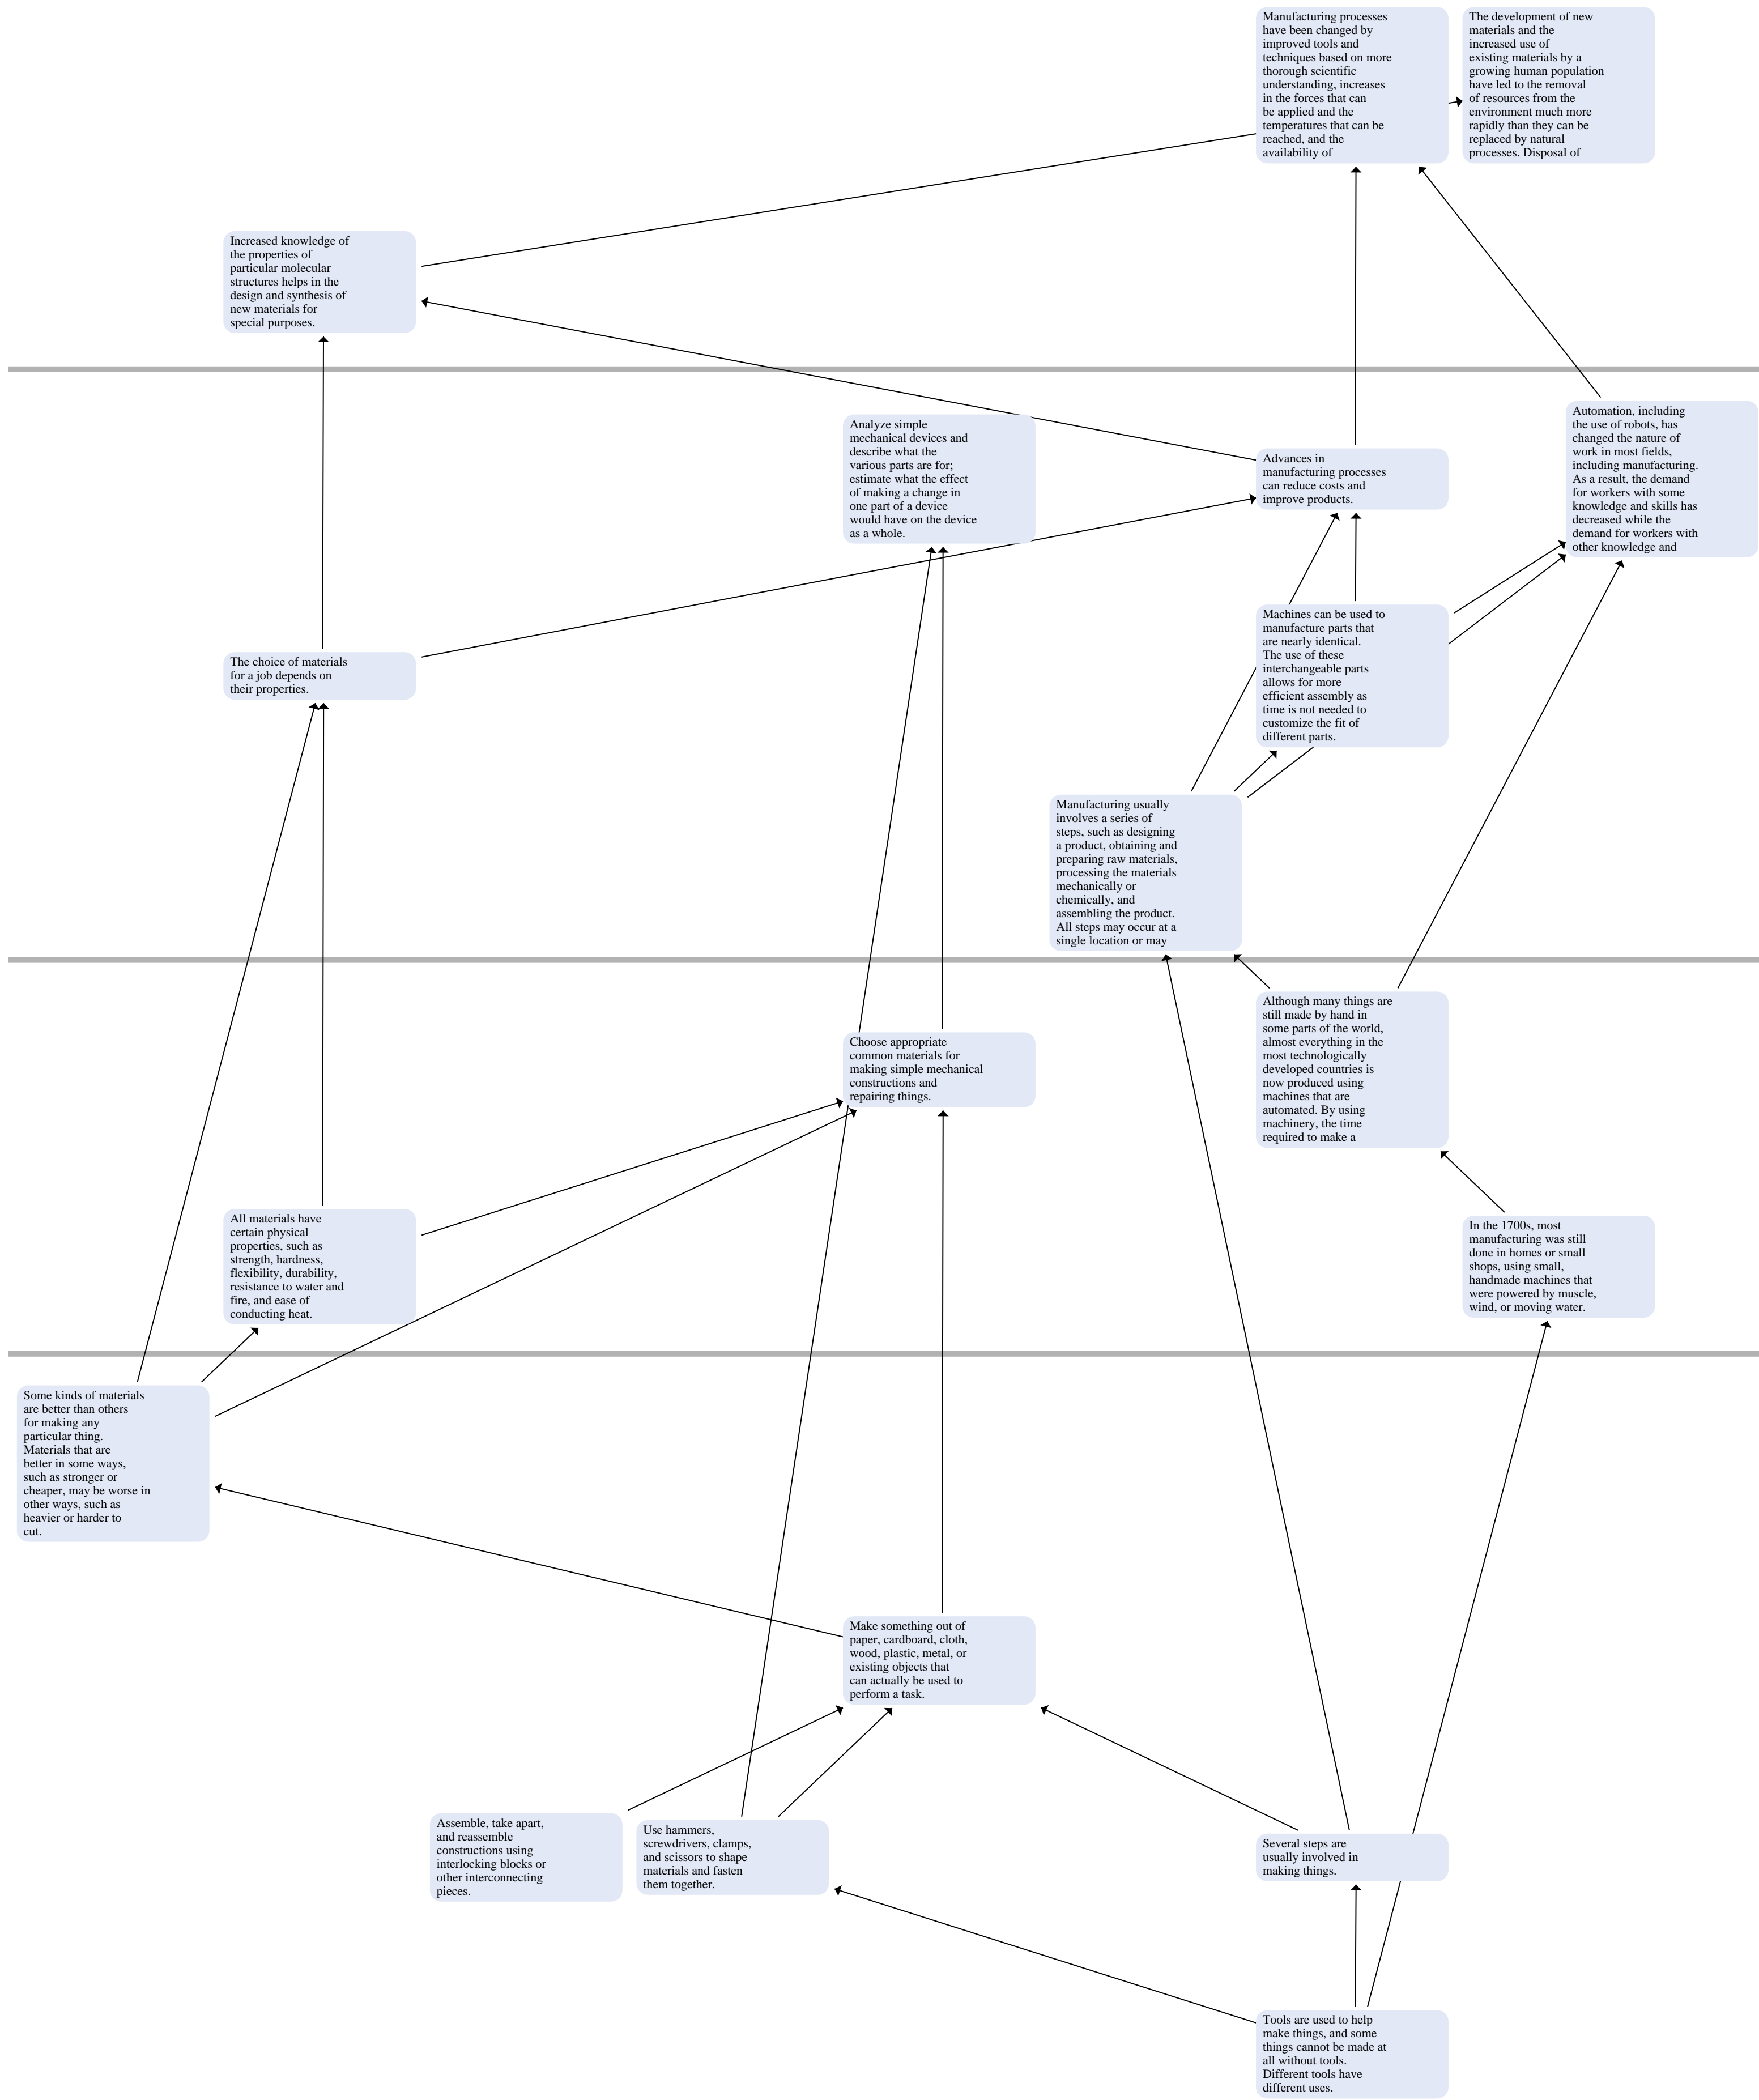 Manufacturing processes
have been changed by
improved tools and
techniques based on more
thorough scientific
understanding, increases
in the forces that can
be applied and the
temperatures that can be
reached, and the
availability of
The development of new
materials and the
increased use of
existing materials by a
growing human population
have led to the removal
of resources from the
environment much more
rapidly than they can be
replaced by natural
processes. Disposal of
Increased knowledge of
the properties of
particular molecular
structures helps in the
design and synthesis of
new materials for
special purposes.
Analyze simple
mechanical devices and
describe what the
various parts are for;
estimate what the effect
of making a change in
one part of a device
would have on the device
as a whole.
Advances in
manufacturing processes
can reduce costs and
improve products.
Automation, including
the use of robots, has
changed the nature of
work in most fields,
including manufacturing.
As a result, the demand
for workers with some
knowledge and skills has
decreased while the
demand for workers with
other knowledge and
Machines can be used to
manufacture parts that
are nearly identical.
The use of these
interchangeable parts
allows for more
efficient assembly as
time is not needed to
customize the fit of
different parts.
The choice of materials
for a job depends on
their properties.
Manufacturing usually
involves a series of
steps, such as designing
a product, obtaining and
preparing raw materials,
processing the materials
mechanically or
chemically, and
assembling the product.
All steps may occur at a
single location or may
Although many things are
still made by hand in
some parts of the world,
almost everything in the
most technologically
developed countries is
now produced using
machines that are
automated. By using
machinery, the time
required to make a
Choose appropriate
common materials for
making simple mechanical
constructions and
repairing things.
All materials have
certain physical
properties, such as
strength, hardness,
flexibility, durability,
resistance to water and
fire, and ease of
conducting heat.
In the 1700s, most
manufacturing was still
done in homes or small
shops, using small,
handmade machines that
were powered by muscle,
wind, or moving water.
Some kinds of materials
are better than others
for making any
particular thing.
Materials that are
better in some ways,
such as stronger or
cheaper, may be worse in
other ways, such as
heavier or harder to
cut.
Make something out of
paper, cardboard, cloth,
wood, plastic, metal, or
existing objects that
can actually be used to
perform a task.
Assemble, take apart,
and reassemble
constructions using
interlocking blocks or
other interconnecting
pieces.
Use hammers,
screwdrivers, clamps,
and scissors to shape
materials and fasten
them together.
Several steps are
usually involved in
making things.
Tools are used to help
make things, and some
things cannot be made at
all without tools.
Different tools have
different uses.